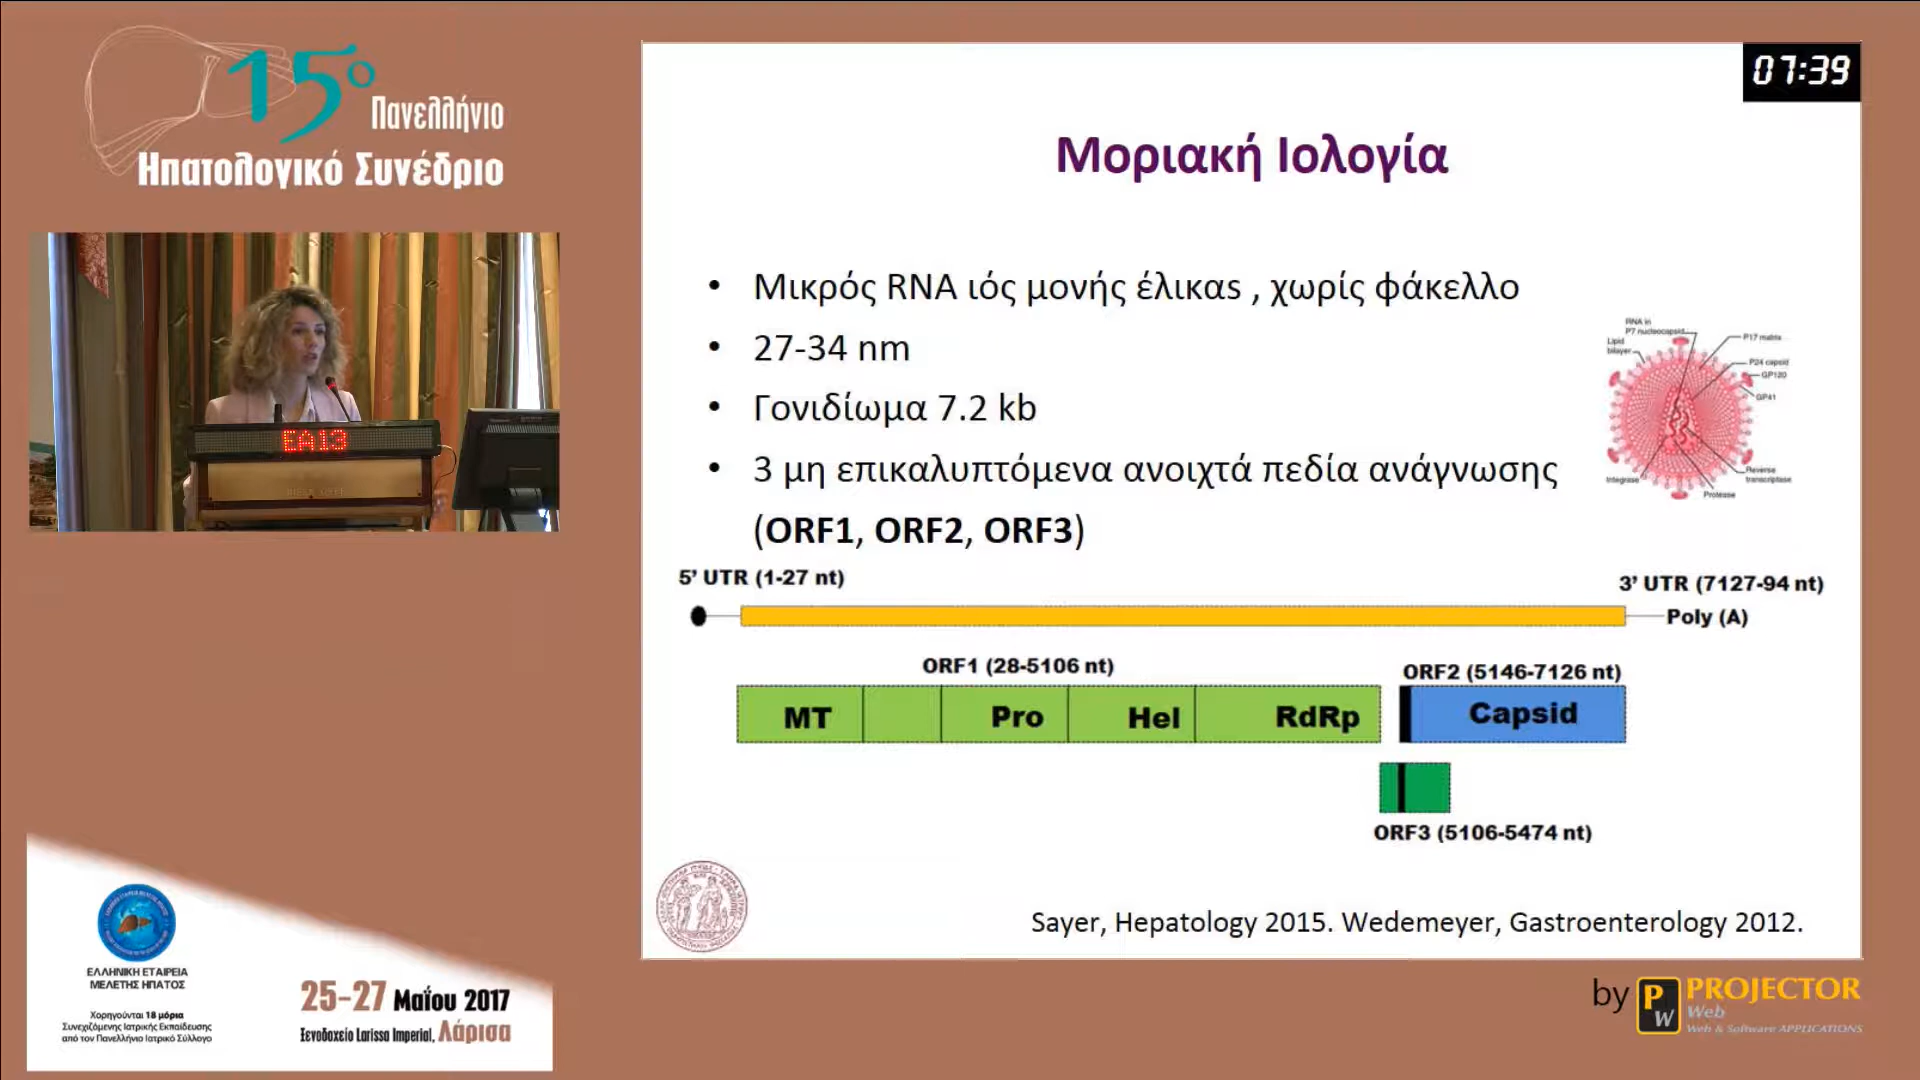 15ο
Πανελλήνιο
Ηπατολογικό Συνέδριο
ΕΑ13
07:39
Μοριακή Ιολογία
• Μικρός RNA ιός μονής έλικαs , χωρίς φάκελλο
• 27-34 nm
• Γονιδίωμα 7.2 kb
• 3 μη επικαλυπτόμενα ανοιχτά πεδία ανάγνωσης
(ORF1, ORF2, ORF3)
RNA in
P7 nucleocapsid
Lipid
bilayer
P17 matrix
P24 capsid
GP120
GP41
Reverse
transcriptase
Integrase
Protease
5' UTR (1-27 nt)
3' UTR (7127-94 nt)
Poly (A)
ORF1 (28-5106 nt)
ORF2 (5146-7126 nt)
MT Pro Hel RdRp Capsid
ORF3 (5106-5474 nt)
Sayer, Hepatology 2015. Wedemeyer, Gastroenterology 2012.
ΕΛΛΗΝΙΚΗ ΕΤΑΙΡΕΙΑ
ΜΕΛΕΤΗΣ ΗΠΑΤΟΣ
Χορηγούνται 18 μόρια
Συνεχιζόμενης Ιατρικής Εκπαίδευσης
από τον Πανελλήνιο Ιατρικό Σύλλογο
25-27 Μαΐου 2017
Ξενοδοχείο Larissa Imperial, Λάρισα
by PW PROJECTOR
Web
Web & Software APPLICATIONS